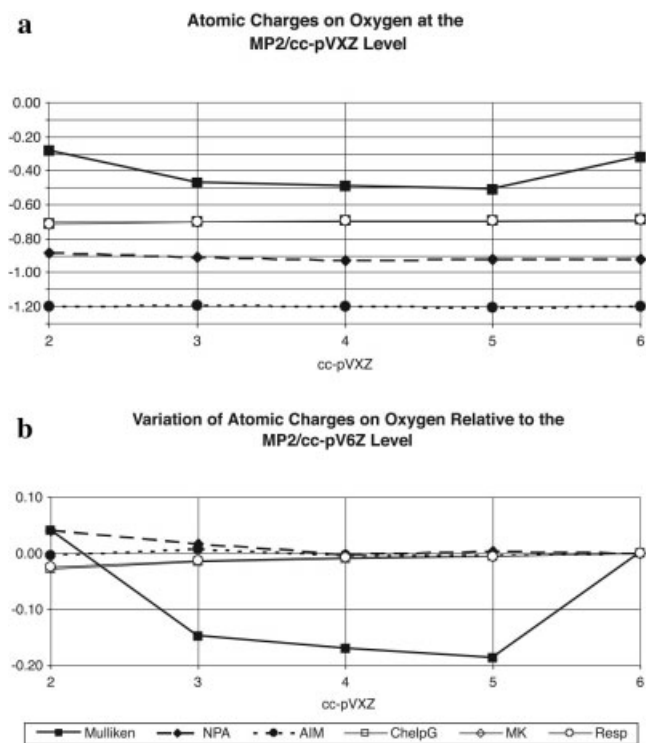 a
Atomic Charges on Oxygen at the
MP2/cc-pVXZ Level
0.00
-0.20
-0.40
-0.60
-0.80
-1.00
-1.20
2 3 4 5 6
cc-pVXZ
b
Variation of Atomic Charges on Oxygen Relative to the
MP2/cc-pV6Z Level
0.10
0.00
-0.10
-0.20
2 3 4 5 6
cc-pVXZ
Mulliken NPA AIM ChelpG MK Resp